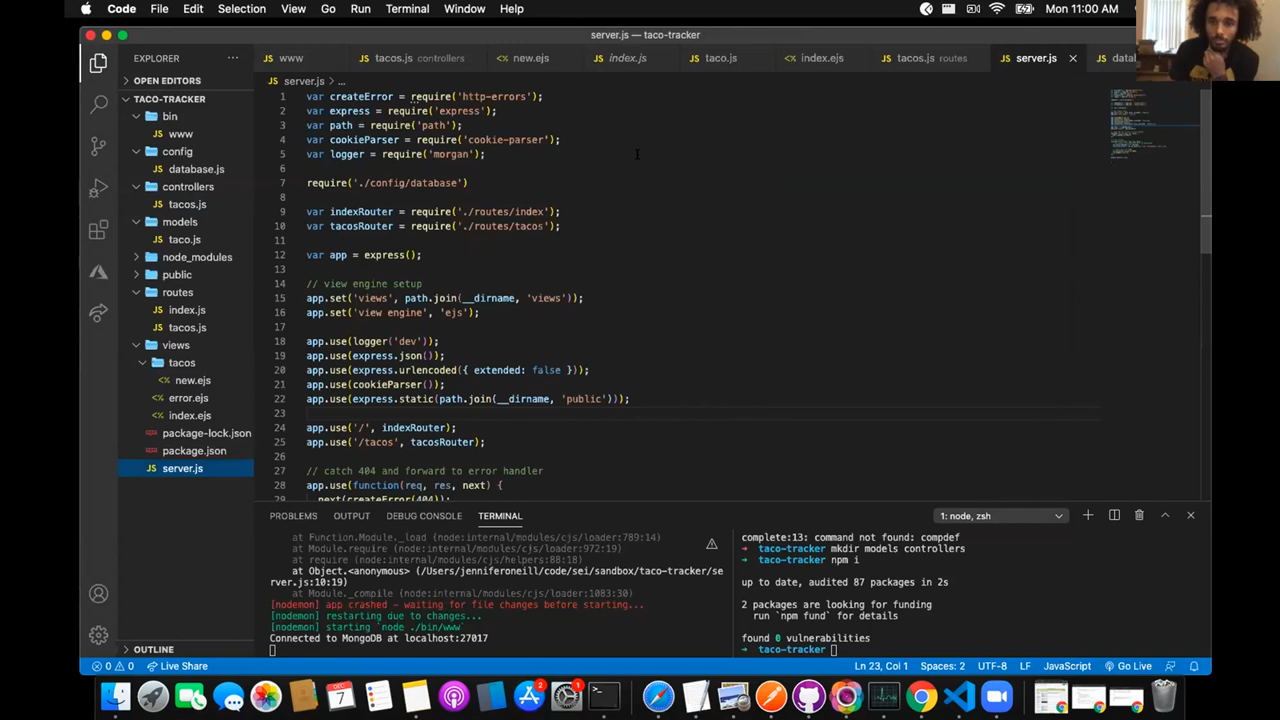 Code File Edit Selection View Go Run Terminal Window Help Mon 11:00 AM
server.js — taco-tracker
EXPLORER ···
www
tacos.js controllers
new.ejs
index.js
taco.js
index.ejs
tacos.js routes
server.js
OPEN EDITORS
TACO-TRACKER
bin
www
config
database.js
controllers
tacos.js
models
taco.js
node_modules
public
routes
index.js
tacos.js
views
tacos
new.ejs
error.ejs
index.ejs
package-lock.json
package.json
server.js
OUTLINE
server.js > ...
1 var createError = require('http-errors');
2 var express = require('express');
3 var path = require('path');
4 var cookieParser = require('cookie-parser');
5 var logger = require('morgan');
6
7 require('./config/database')
8
9 var indexRouter = require('./routes/index');
10 var tacosRouter = require('./routes/tacos');
11
12 var app = express();
13
14 // view engine setup
15 app.set('views', path.join(__dirname, 'views'));
16 app.set('view engine', 'ejs');
17
18 app.use(logger('dev'));
19 app.use(express.json());
20 app.use(express.urlencoded({ extended: false }));
21 app.use(cookieParser());
22 app.use(express.static(path.join(__dirname, 'public')));
23
24 app.use('/', indexRouter);
25 app.use('/tacos', tacosRouter);
26
27 // catch 404 and forward to error handler
28 app.use(function(req, res, next) {
29 next(createError(404));
PROBLEMS OUTPUT DEBUG CONSOLE TERMINAL 1: node, zsh
at Function.Module._load (node:internal/modules/cjs/loader:789:14)
at Module.require (node:internal/modules/cjs/loader:972:19)
at require (node:internal/modules/cjs/helpers:88:18)
at Object.<anonymous> (/Users/jenniferoneill/code/sei/sandbox/taco-tracker/se
rver.js:10:19)
at Module._compile (node:internal/modules/cjs/loader:1083:30)
[nodemon] app crashed - waiting for file changes before starting...
[nodemon] restarting due to changes...
[nodemon] starting `node ./bin/www`
Connected to MongoDB at localhost:27017
complete:13: command not found: compdef
➜ taco-tracker mkdir models controllers
➜ taco-tracker npm i
up to date, audited 87 packages in 2s
2 packages are looking for funding
run `npm fund` for details
found 0 vulnerabilities
➜ taco-tracker
0 0 Live Share Ln 23, Col 1 Spaces: 2 UTF-8 LF JavaScript Go Live
DEC
7
2
1